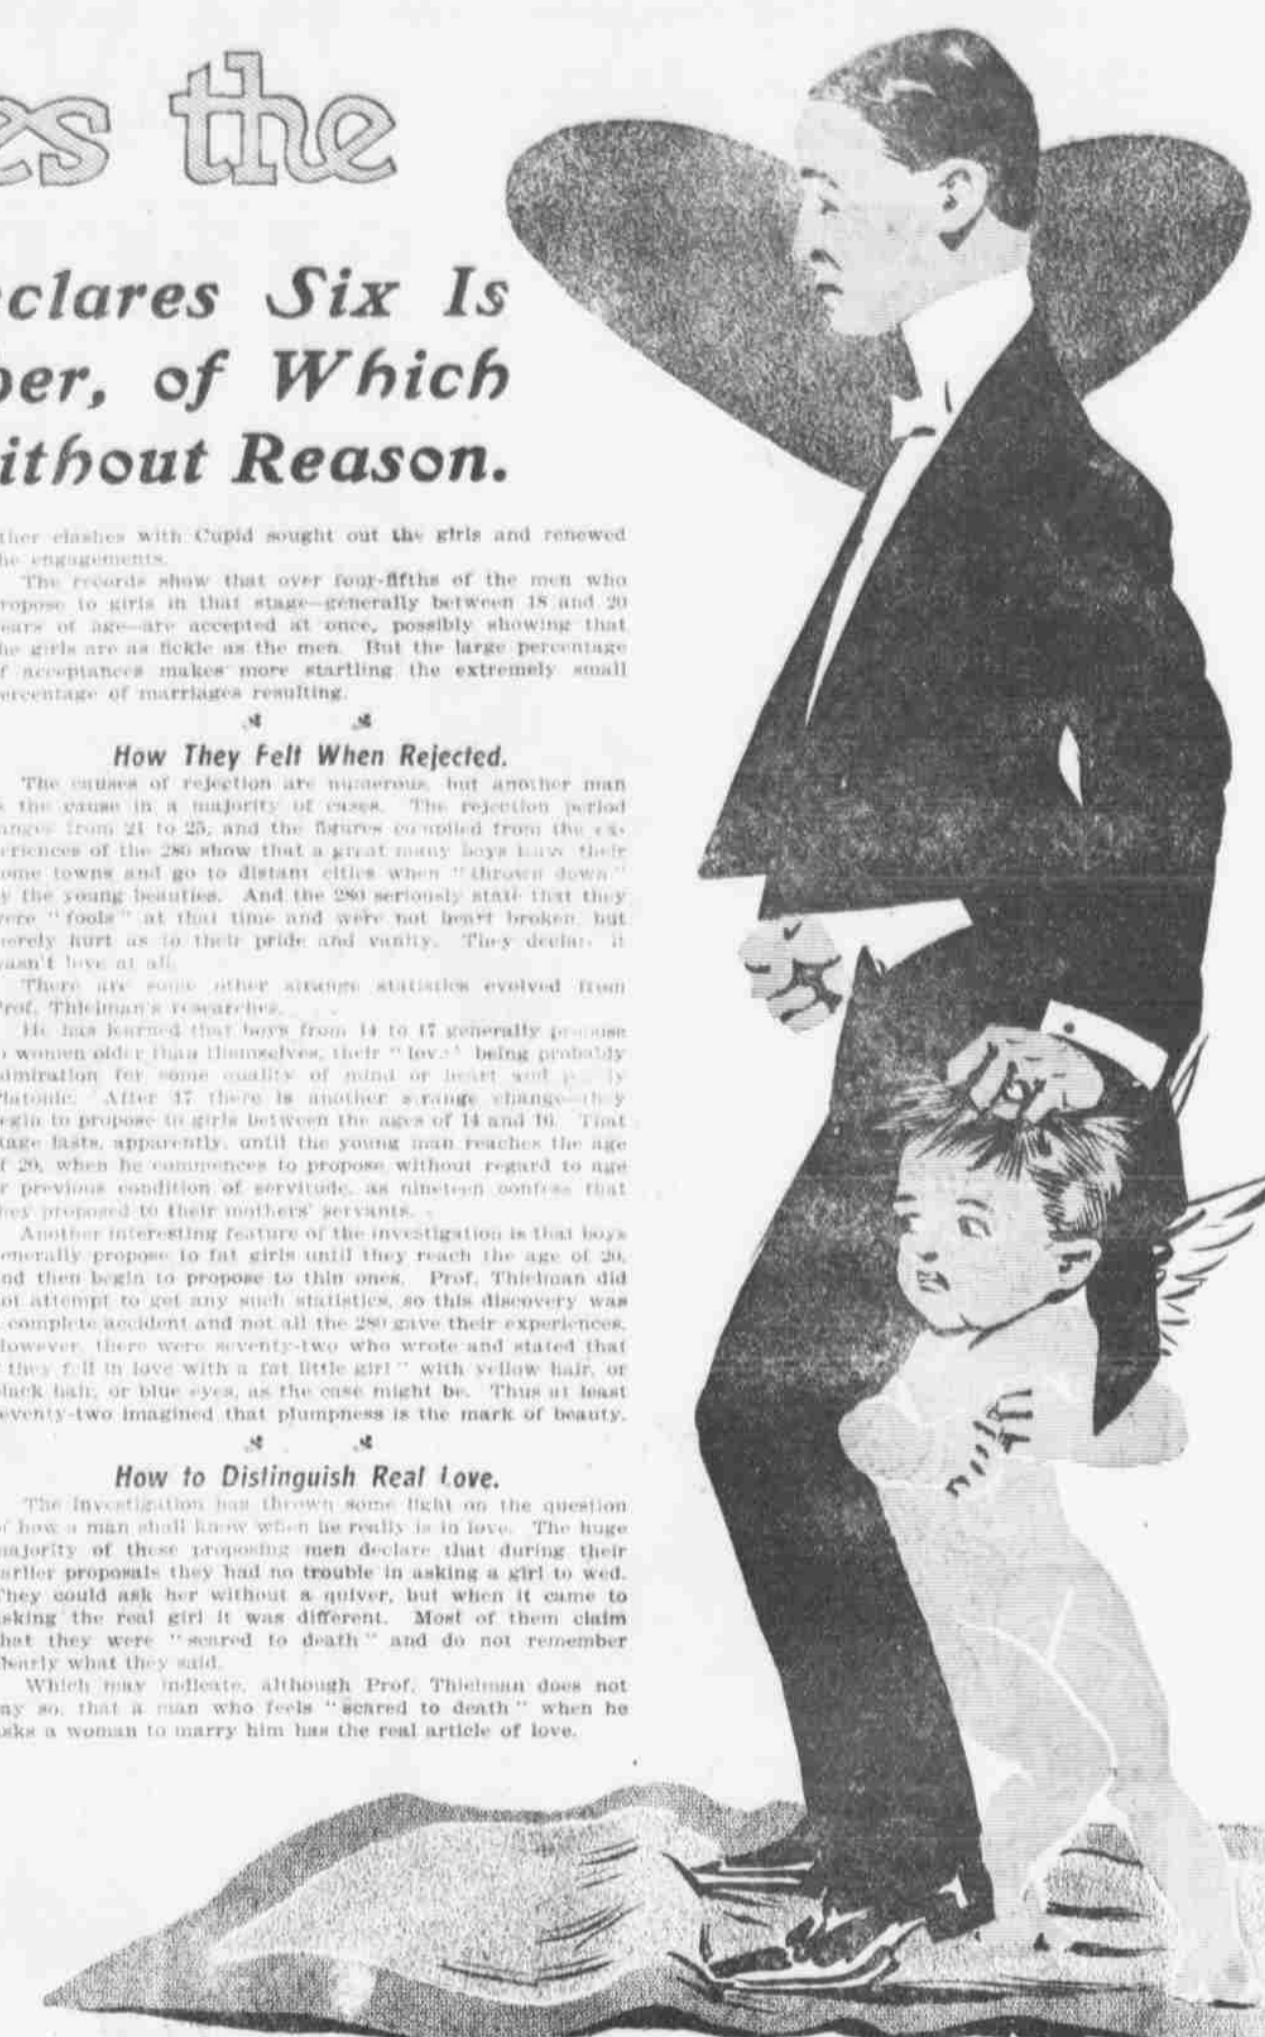 es the
clares Six Is
ber, of Which
ithout Reason.
ther clashes with Cupid sought out the girls and renewed
he engagements.
The records show that over four-fifths of the men who
ropose to girls in that stage—generally between 18 and 20
ears of age—are accepted at once, possibly showing that
he girls are as fickle as the men. But the large percentage
f acceptances makes more startling the extremely small
ercentage of marriages resulting.
How They Felt When Rejected.
The causes of rejection are numerous, but another man
s the cause in a majority of cases. The rejection period
anges from 21 to 25, and the figures compiled from the ex-
eriences of the 280 show that a great many boys leave their
ome towns and go to distant cities when "thrown down"
y the young beauties. And the 280 seriously state that they
ere "fools" at that time and were not heart broken, but
erely hurt as to their pride and vanity. They declare it
asn't love at all.
There are some other strange statistics evolved from
rof. Thielman's researches.
He has learned that boys from 14 to 17 generally propose
o women older than themselves, their "love" being probably
dmiration for some quality of mind or heart and
latonic. After 17 there is another strange change—they
egin to propose to girls between the ages of 14 and 16. That
tage lasts, apparently, until the young man reaches the age
f 20, when he commences to propose without regard to age
r previous condition of servitude, as nineteen confess that
hey proposed to their mothers' servants.
Another interesting feature of the investigation is that boys
enerally propose to fat girls until they reach the age of 20,
nd then begin to propose to thin ones. Prof. Thielman did
ot attempt to get any such statistics, so this discovery was
complete accident and not all the 280 gave their experiences.
owever, there were seventy-two who wrote and stated that
"they fell in love with a fat little girl" with yellow hair, or
lack hair, or blue eyes, as the case might be. Thus at least
eventy-two imagined that plumpness is the mark of beauty.
How to Distinguish Real Love.
The investigation has thrown some light on the question
f how a man shall know when he really is in love. The huge
ajority of these proposing men declare that during their
arlier proposals they had no trouble in asking a girl to wed.
hey could ask her without a quiver, but when it came to
sking the real girl it was different. Most of them claim
hat they were "scared to death" and do not remember
learly what they said.
Which may indicate, although Prof. Thielman does not
ay so, that a man who feels "scared to death" when he
sks a woman to marry him has the real article of love.